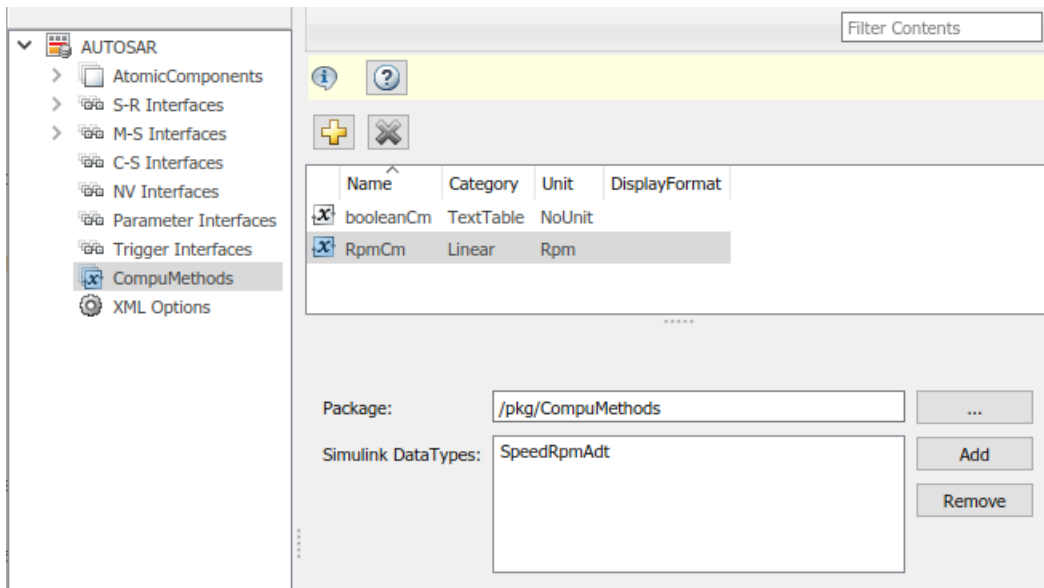 Filter Contents
AUTOSAR
AtomicComponents
S-R Interfaces
M-S Interfaces
C-S Interfaces
NV Interfaces
Parameter Interfaces
Trigger Interfaces
CompuMethods
XML Options
Name Category Unit DisplayFormat
booleanCm TextTable NoUnit
RpmCm Linear Rpm
Package: /pkg/CompuMethods ...
Simulink DataTypes: SpeedRpmAdt Add
Remove